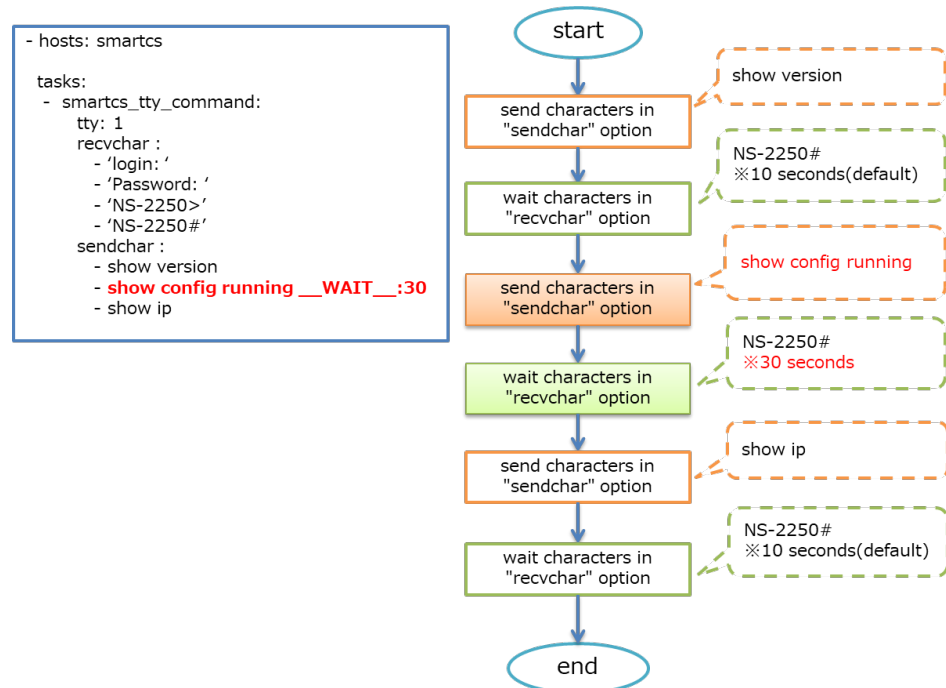 - hosts: smartcs
tasks:
- smartcs_tty_command:
tty: 1
recvchar :
- ‘login: ‘
- ‘Password: ‘
- ‘NS-2250>’
- ‘NS-2250#’
sendchar :
- show version
- show config running __WAIT__:30
- show ip
start
send characters in
"sendchar" option
show version
wait characters in
"recvchar" option
NS-2250#
※10 seconds(default)
send characters in
"sendchar" option
show config running
wait characters in
"recvchar" option
NS-2250#
※30 seconds
send characters in
"sendchar" option
show ip
wait characters in
"recvchar" option
NS-2250#
※10 seconds(default)
end